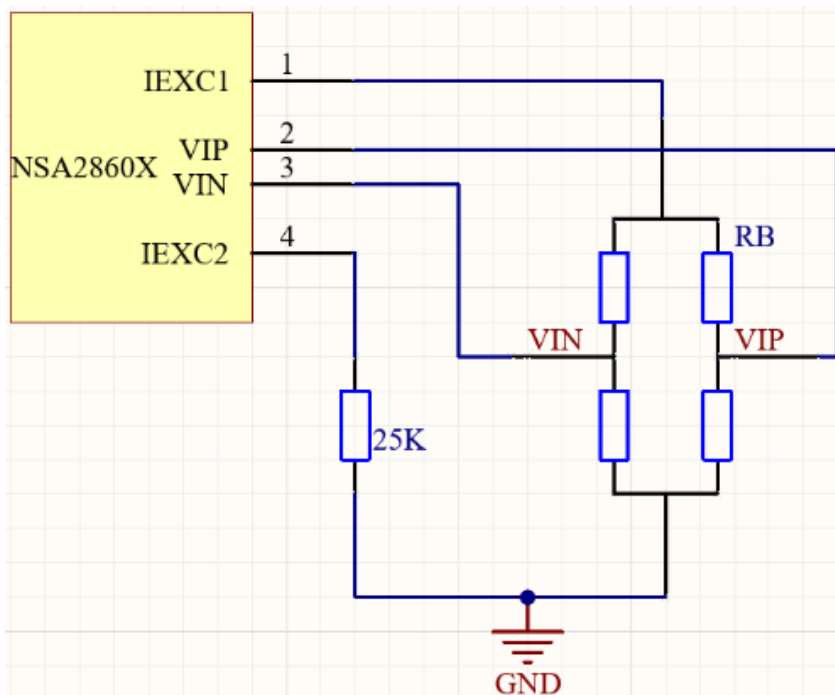 IEXC1
1
VIP
2
NSA2860X
VIN
3
IEXC2
4
RB
VIN
VIP
25K
GND